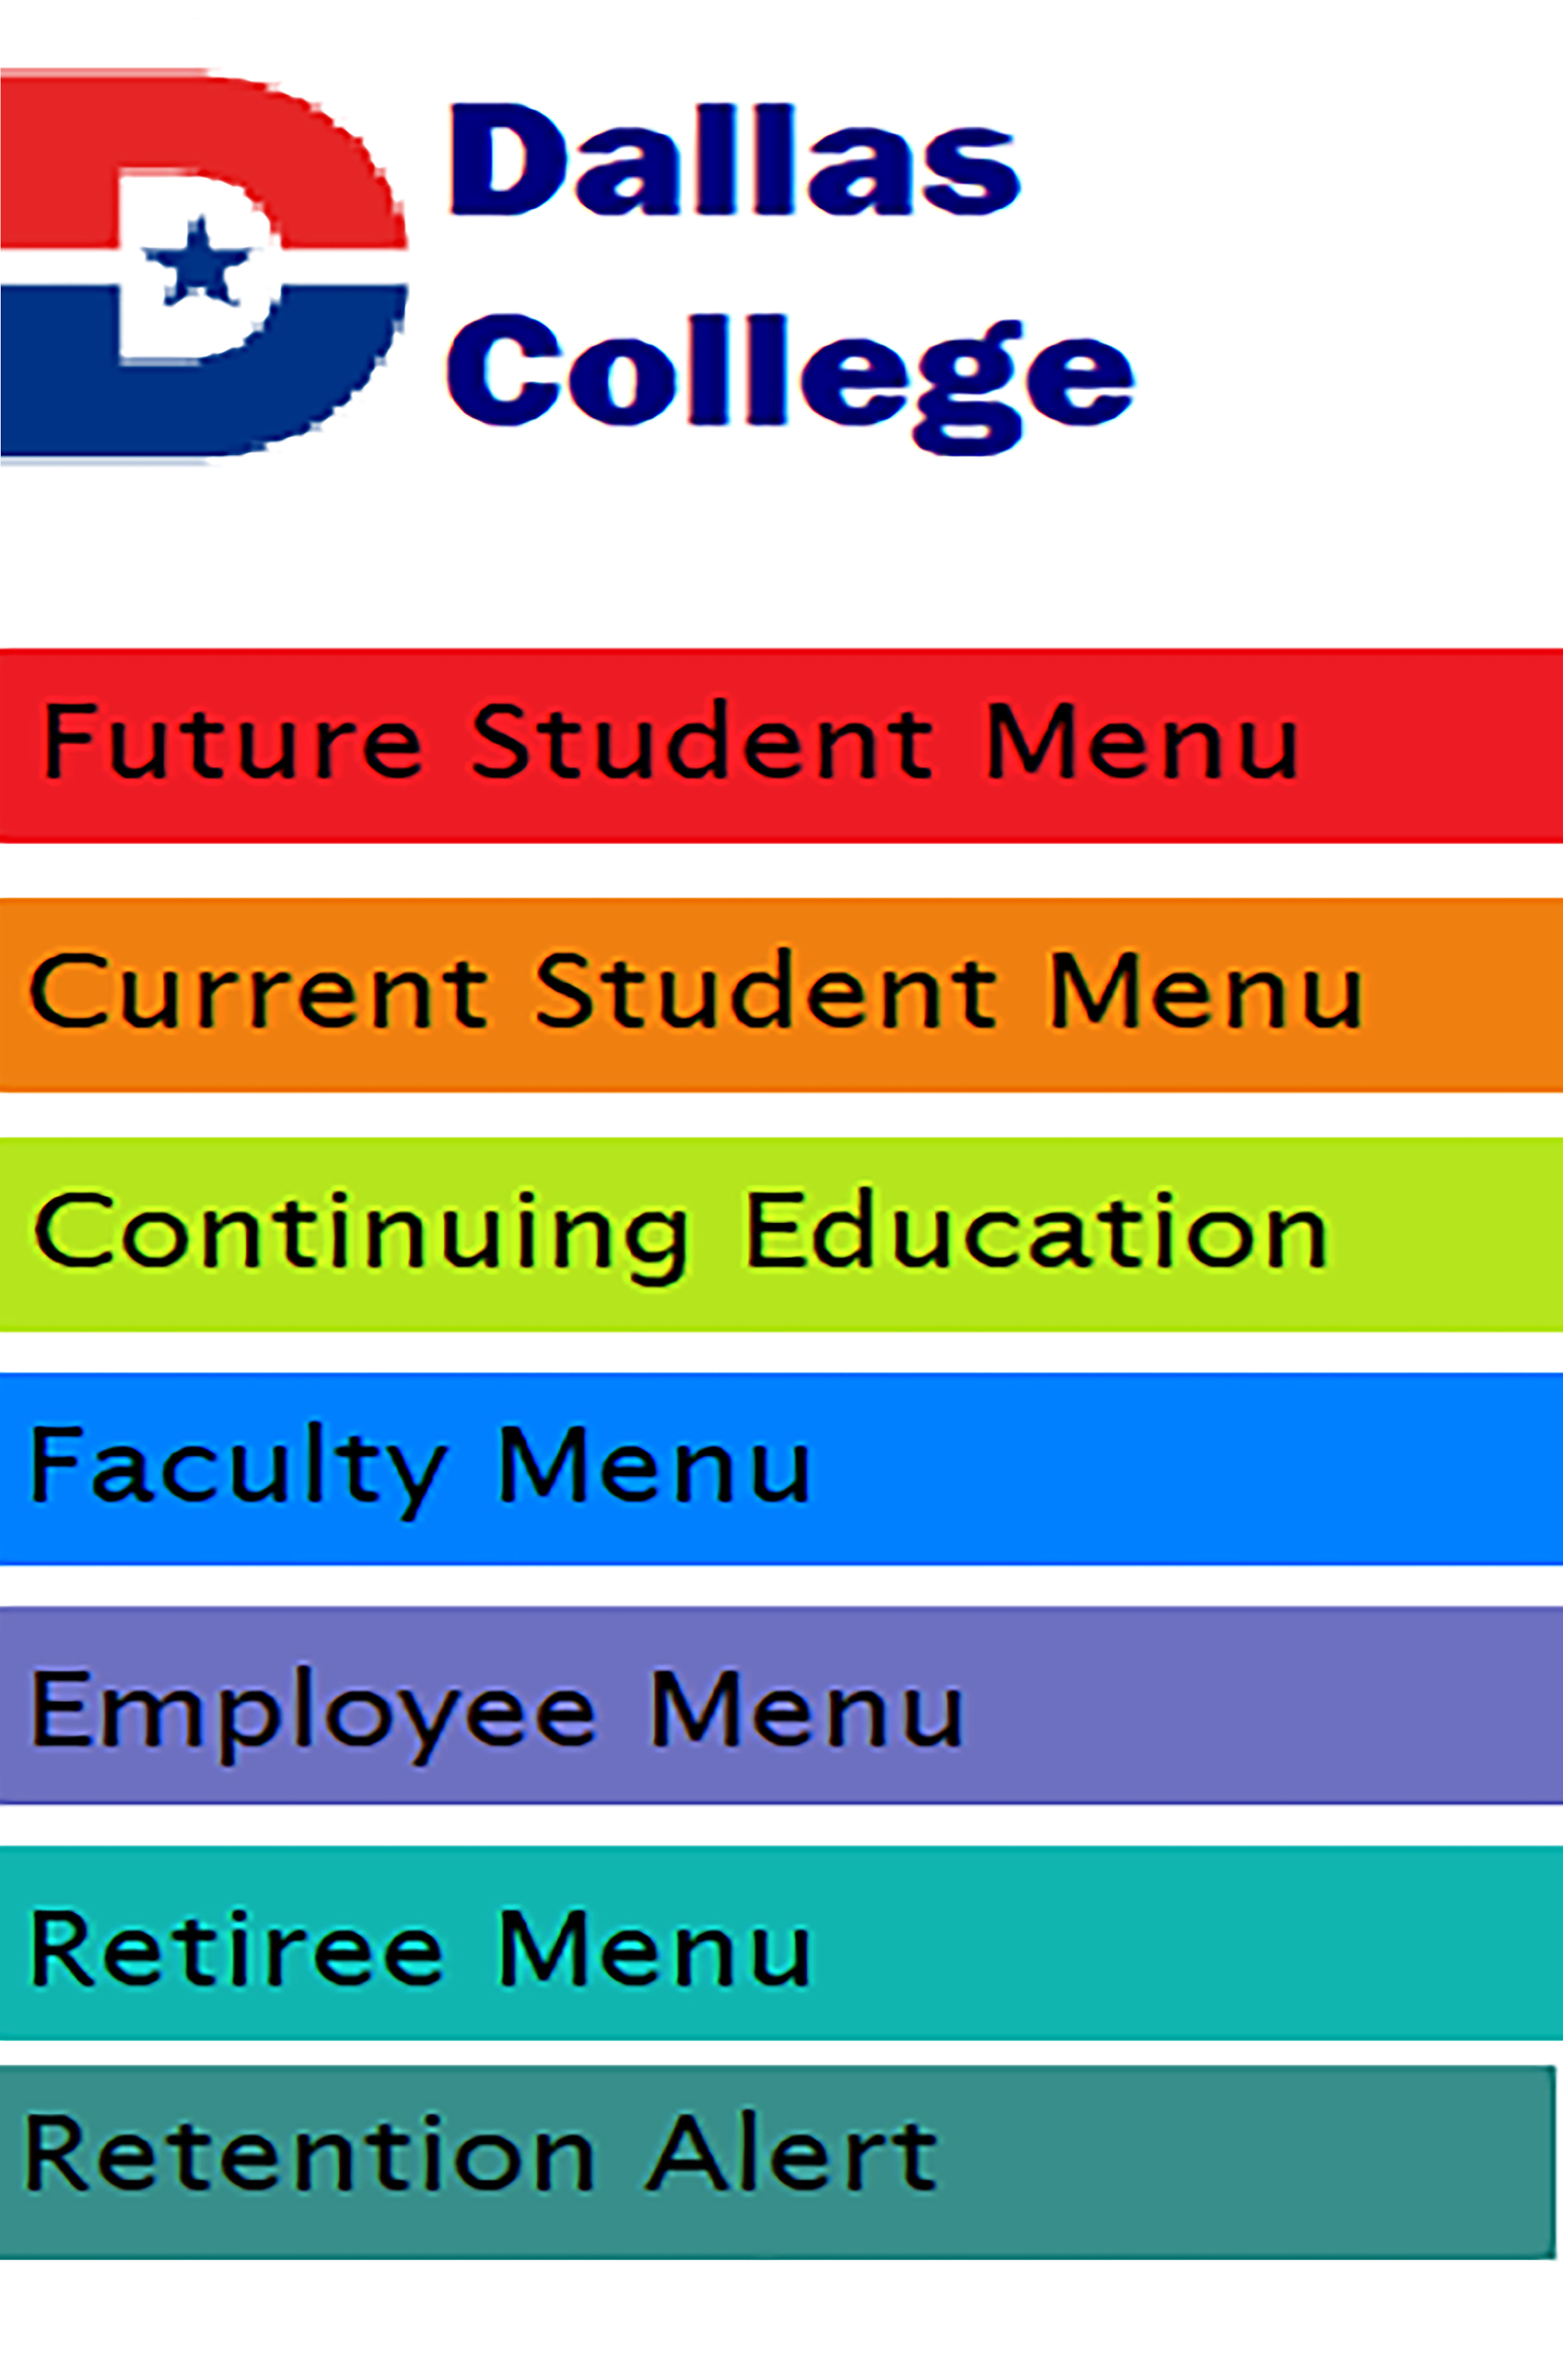 Dallas
College
Future Student Menu
Current Student Menu
Continuing Education
Faculty Menu
Employee Menu
Retiree Menu
Retention Alert